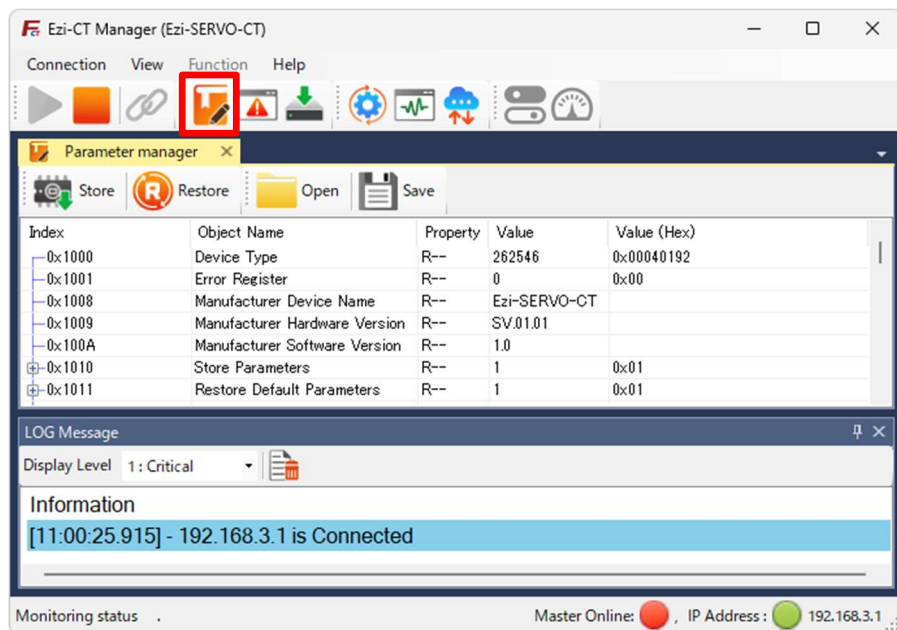 Ezi-CT Manager (Ezi-SERVO-CT)
Connection View Function Help
Parameter manager
Store Restore Open Save
Index Object Name Property Value Value (Hex)
0x1000 Device Type R-- 262546 0x00040192
0x1001 Error Register R-- 0 0x00
0x1008 Manufacturer Device Name R-- Ezi-SERVO-CT
0x1009 Manufacturer Hardware Version R-- SV.01.01
0x100A Manufacturer Software Version R-- 1.0
0x1010 Store Parameters R-- 1 0x01
0x1011 Restore Default Parameters R-- 1 0x01
LOG Message
Display Level 1 : Critical
Information
[11:00:25.915] - 192.168.3.1 is Connected
Monitoring status . Master Online: , IP Address : 192.168.3.1